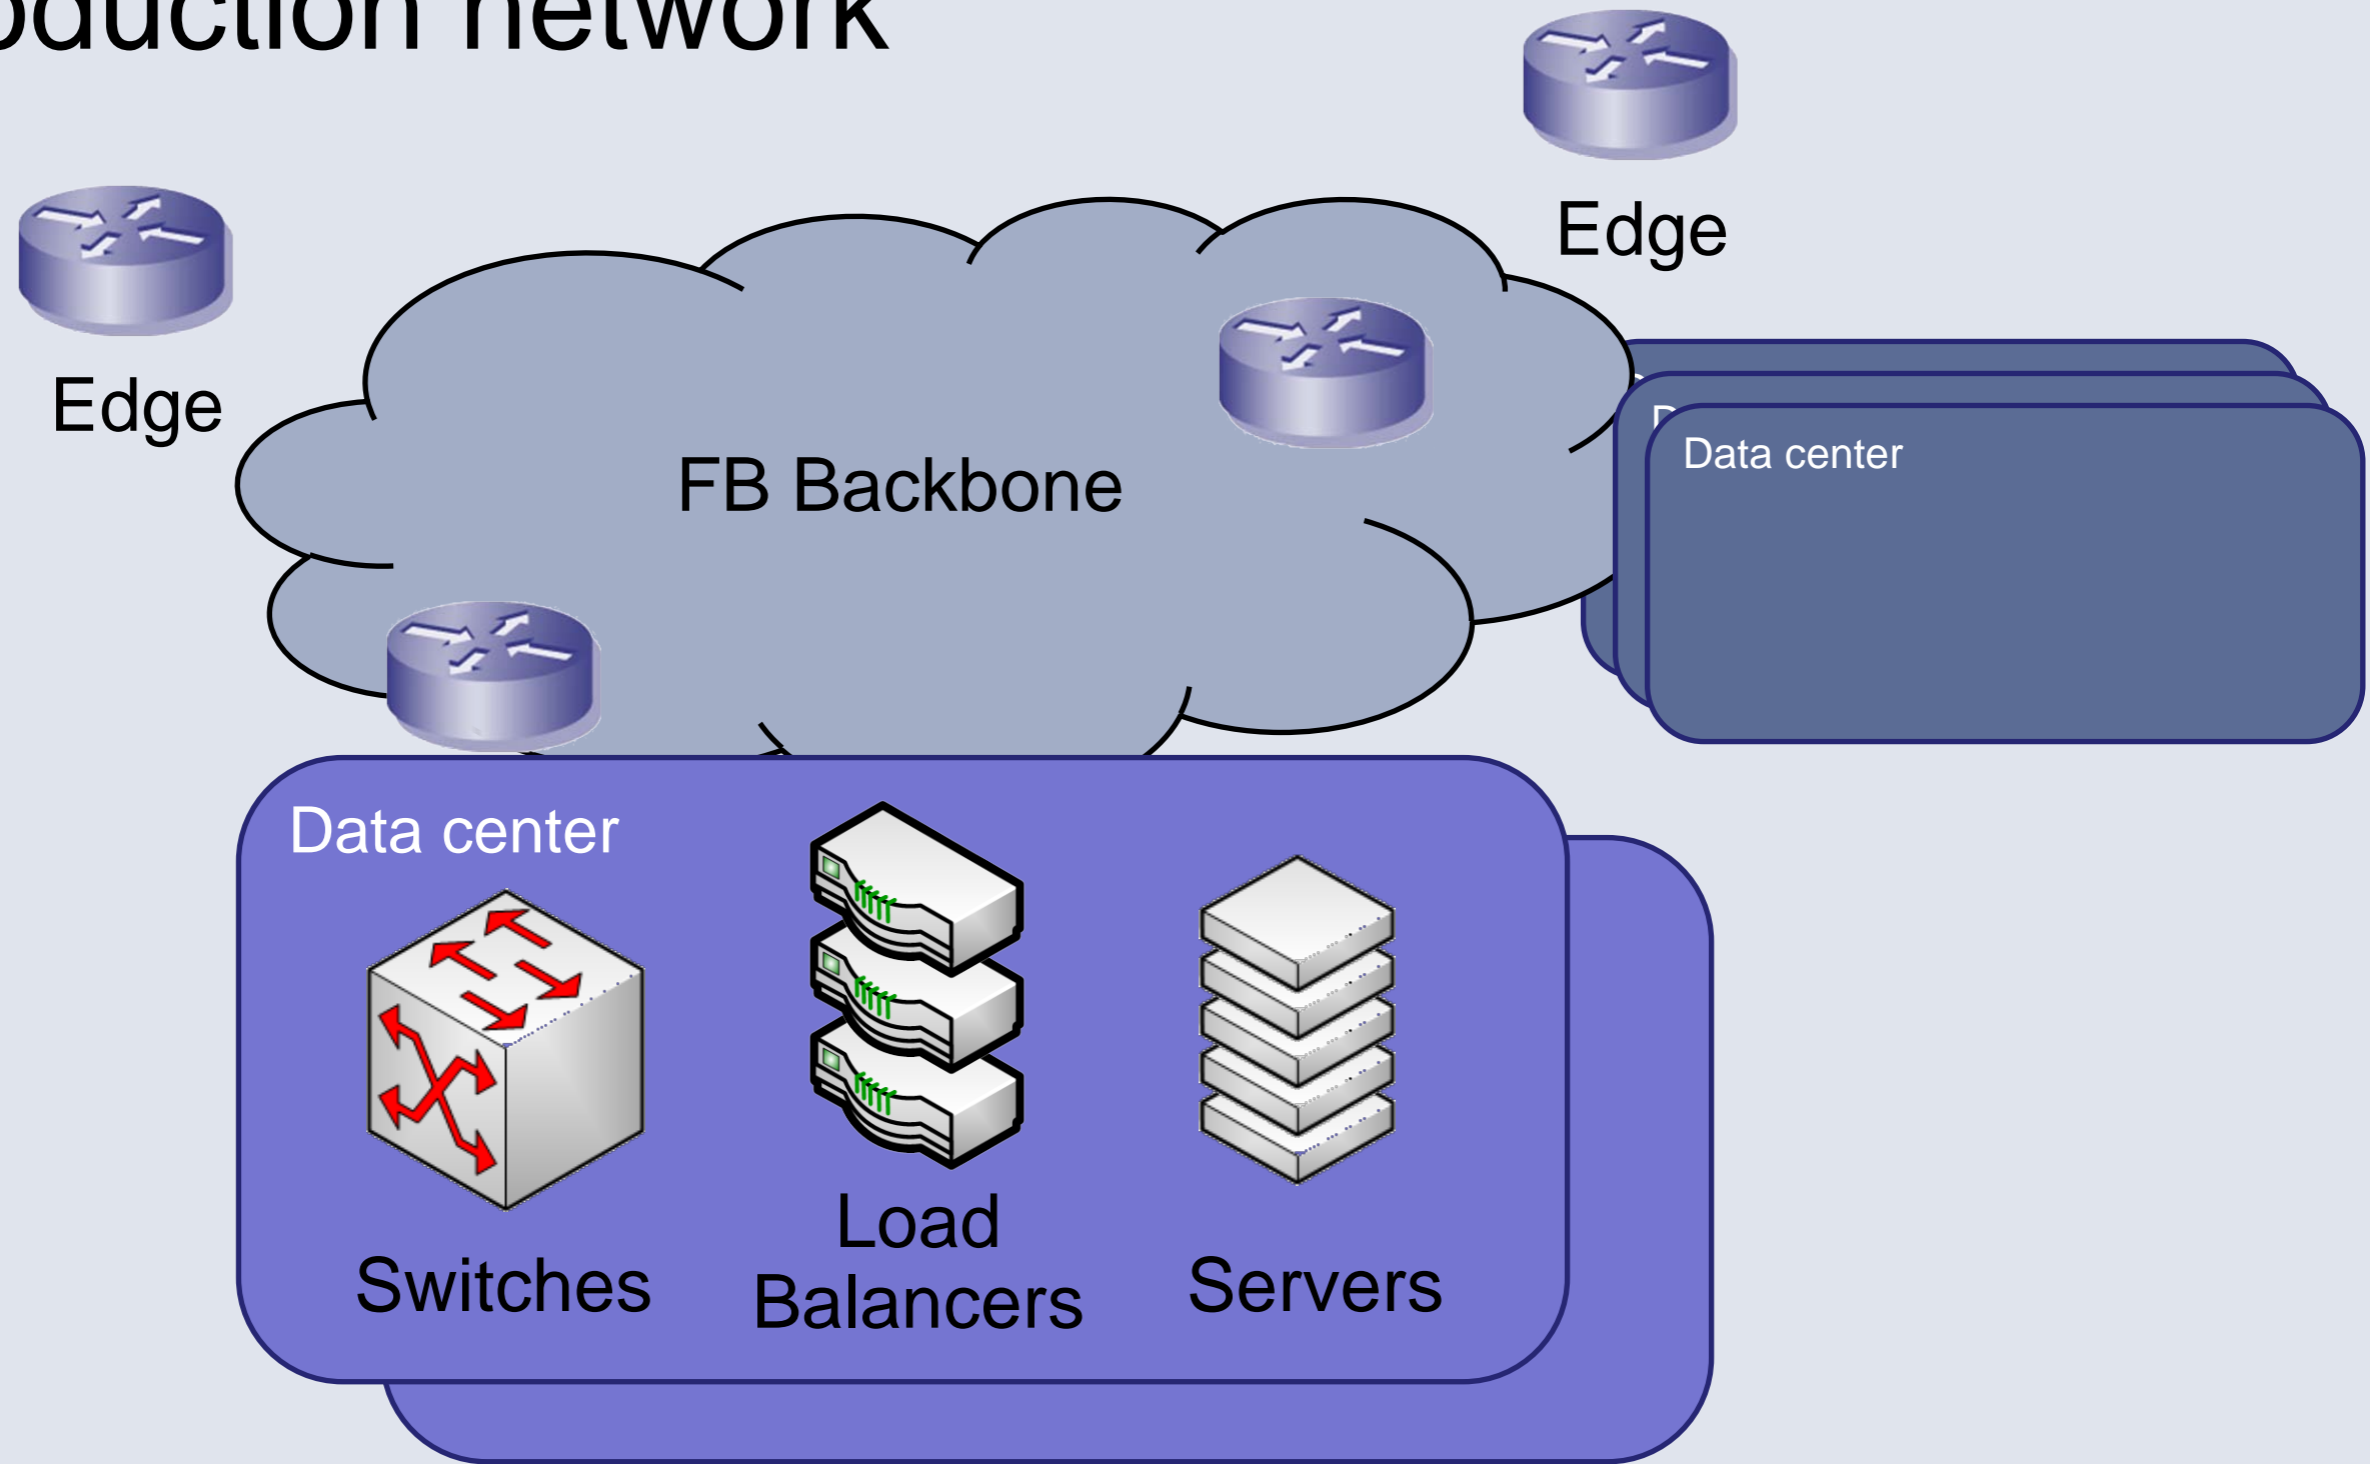 oduction network
Edge
Edge
FB Backbone
Data center
Data center
Switches
Load
Balancers
Servers